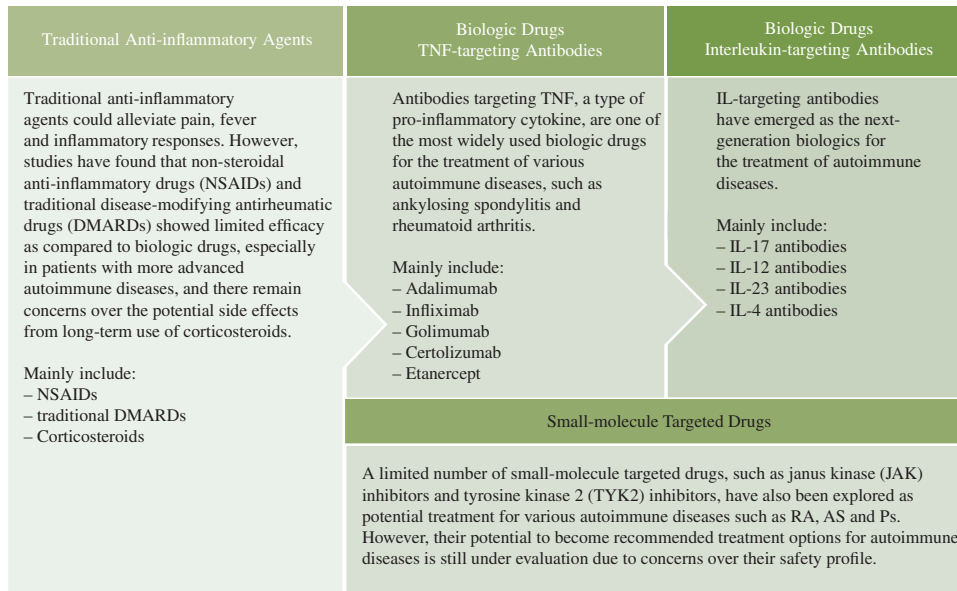 Traditional Anti-inflammatory Agents
Traditional anti-inflammatory
agents could alleviate pain, fever
and inflammatory responses. However,
studies have found that non-steroidal
anti-inflammatory drugs (NSAIDs) and
traditional disease-modifying antirheumatic
drugs (DMARDs) showed limited efficacy
as compared to biologic drugs, especially
in patients with more advanced
autoimmune diseases, and there remain
concerns over the potential side effects
from long-term use of corticosteroids.
Mainly include:
– NSAIDs
– traditional DMARDs
– Corticosteroids
Biologic Drugs
TNF-targeting Antibodies
Antibodies targeting TNF, a type of
pro-inflammatory cytokine, are one of
the most widely used biologic drugs
for the treatment of various
autoimmune diseases, such as
ankylosing spondylitis and
rheumatoid arthritis.
Mainly include:
– Adalimumab
– Infliximab
– Golimumab
– Certolizumab
– Etanercept
Biologic Drugs
Interleukin-targeting Antibodies
IL-targeting antibodies
have emerged as the next-
generation biologics for
the treatment of autoimmune
diseases.
Mainly include:
– IL-17 antibodies
– IL-12 antibodies
– IL-23 antibodies
– IL-4 antibodies
Small-molecule Targeted Drugs
A limited number of small-molecule targeted drugs, such as janus kinase (JAK)
inhibitors and tyrosine kinase 2 (TYK2) inhibitors, have also been explored as
potential treatment for various autoimmune diseases such as RA, AS and Ps.
However, their potential to become recommended treatment options for autoimmune
diseases is still under evaluation due to concerns over their safety profile.